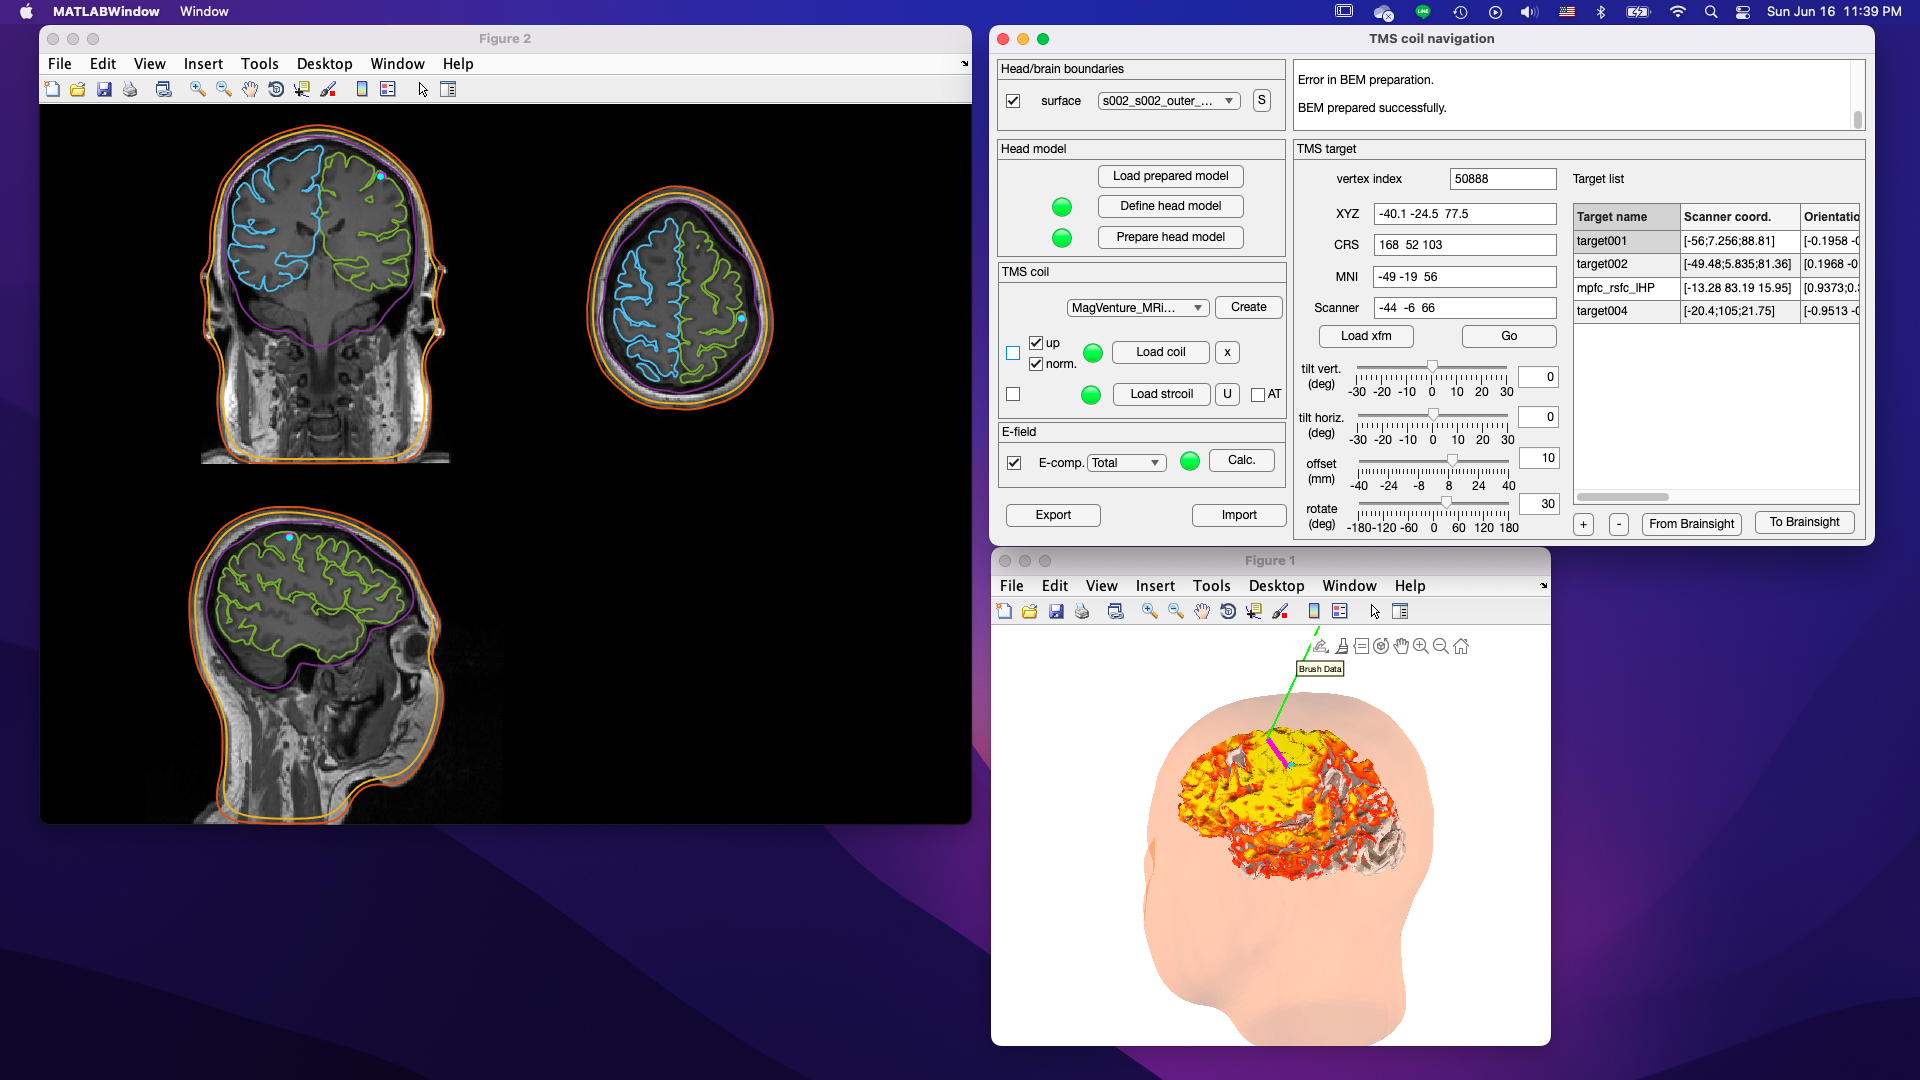 MATLABWindow Window Sun Jun 16 11:39 PM
Figure 2
File Edit View Insert Tools Desktop Window Help
TMS coil navigation
Head/brain boundaries
surface s002_s002_outer_... S
Error in BEM preparation.
BEM prepared successfully.
Head model
Load prepared model
Define head model
Prepare head model
TMS coil
MagVenture_MRi... Create
up
norm.
Load coil x
Load strcoil U AT
E-field
E-comp. Total Calc.
Export Import
TMS target
vertex index 50888
XYZ -40.1 -24.5 77.5
CRS 168 52 103
MNI -49 -19 56
Scanner -44 -6 66
Load xfm Go
tilt vert.
(deg)
0
-30 -20 -10 0 10 20 30
tilt horiz.
(deg)
0
-30 -20 -10 0 10 20 30
offset
(mm)
10
-40 -24 -8 8 24 40
rotate
(deg)
30
-180 -120 -60 0 60 120 180
Target list
Target name Scanner coord. Orientatio
target001 [-56;7.256;88.81] [-0.1958 -0
target002 [-49.48;5.835;81.36] [0.1968 -0
mpfc_rsfc_lHP [-13.28 83.19 15.95] [0.9373;0.3
target004 [-20.4;105;21.75] [-0.9513 -0
+ - From Brainsight To Brainsight
Figure 1
File Edit View Insert Tools Desktop Window Help
Brush Data